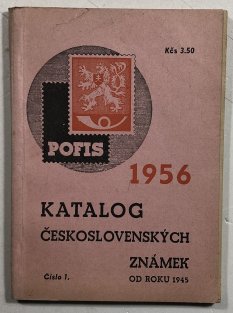 Kčs 3.50
POFIS
1956
KATALOG
ČESKOSLOVENSKÝCH
ZNÁMEK
Číslo 1.
OD ROKU 1945